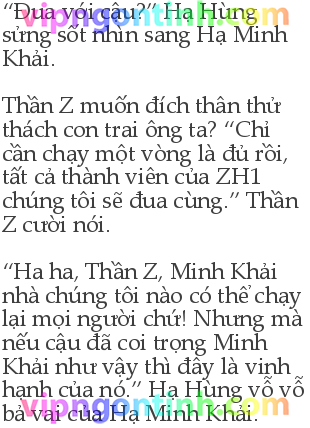 “Đua với cậu?” Hạ Hùng
vipngontinh.com
sửng sốt nhìn sang Hạ Minh
Khải.
Thần Z muốn đích thân thử
thách con trai ông ta? “Chỉ
cần chạy một vòng là đủ rồi,
tất cả thành viên của ZH1
chúng tôi sẽ đua cùng.” Thần
Z cười nói.
“Ha ha, Thần Z, Minh Khải
nhà chúng tôi nào có thể chạy
lại mọi người chứ! Nhưng mà
nếu cậu đã coi trọng Minh
Khải như vậy thì đây là vinh
hạnh của nó.” Hạ Hùng vỗ vỗ
bả vai của Hạ Minh Khải.
vipngontinh.com